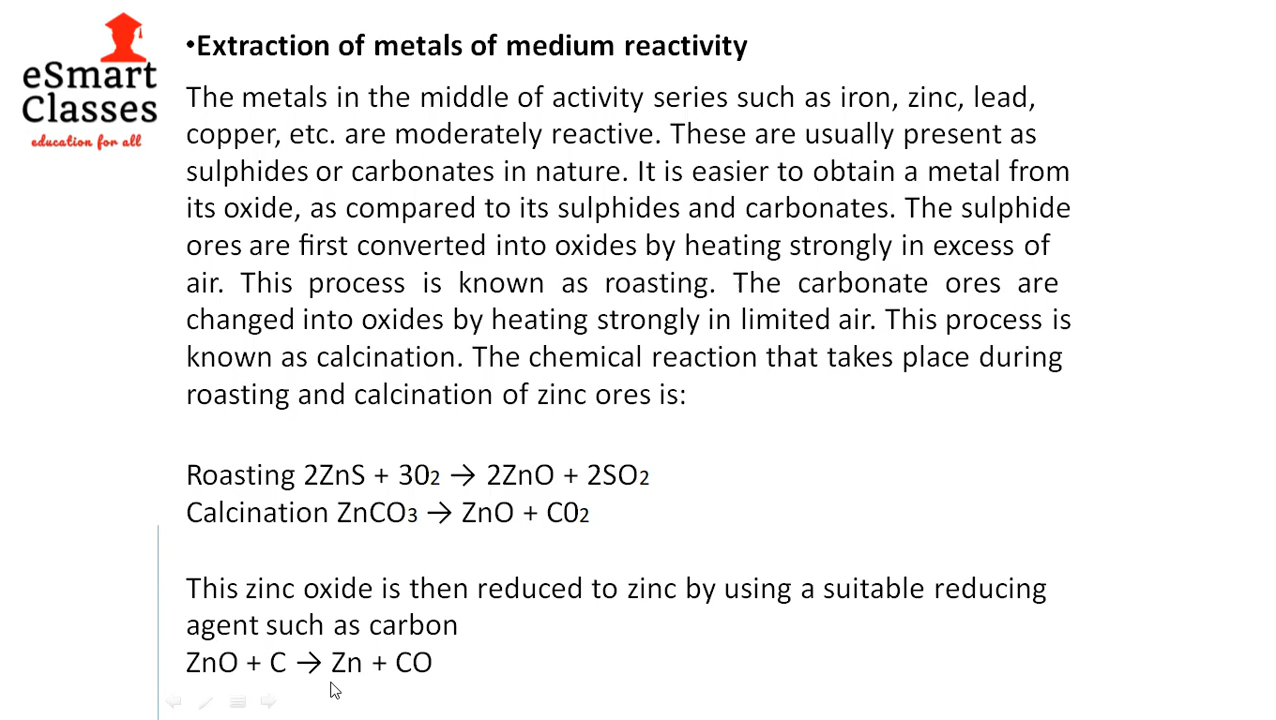 eSmart
Classes
education for all
•Extraction of metals of medium reactivity
The metals in the middle of activity series such as iron, zinc, lead,
copper, etc. are moderately reactive. These are usually present as
sulphides or carbonates in nature. It is easier to obtain a metal from
its oxide, as compared to its sulphides and carbonates. The sulphide
ores are first converted into oxides by heating strongly in excess of
air. This process is known as roasting. The carbonate ores are
changed into oxides by heating strongly in limited air. This process is
known as calcination. The chemical reaction that takes place during
roasting and calcination of zinc ores is:
Roasting 2ZnS + 30₂ → 2ZnO + 2SO₂
Calcination ZnCO₃ → ZnO + C0₂
This zinc oxide is then reduced to zinc by using a suitable reducing
agent such as carbon
ZnO + C → Zn + CO